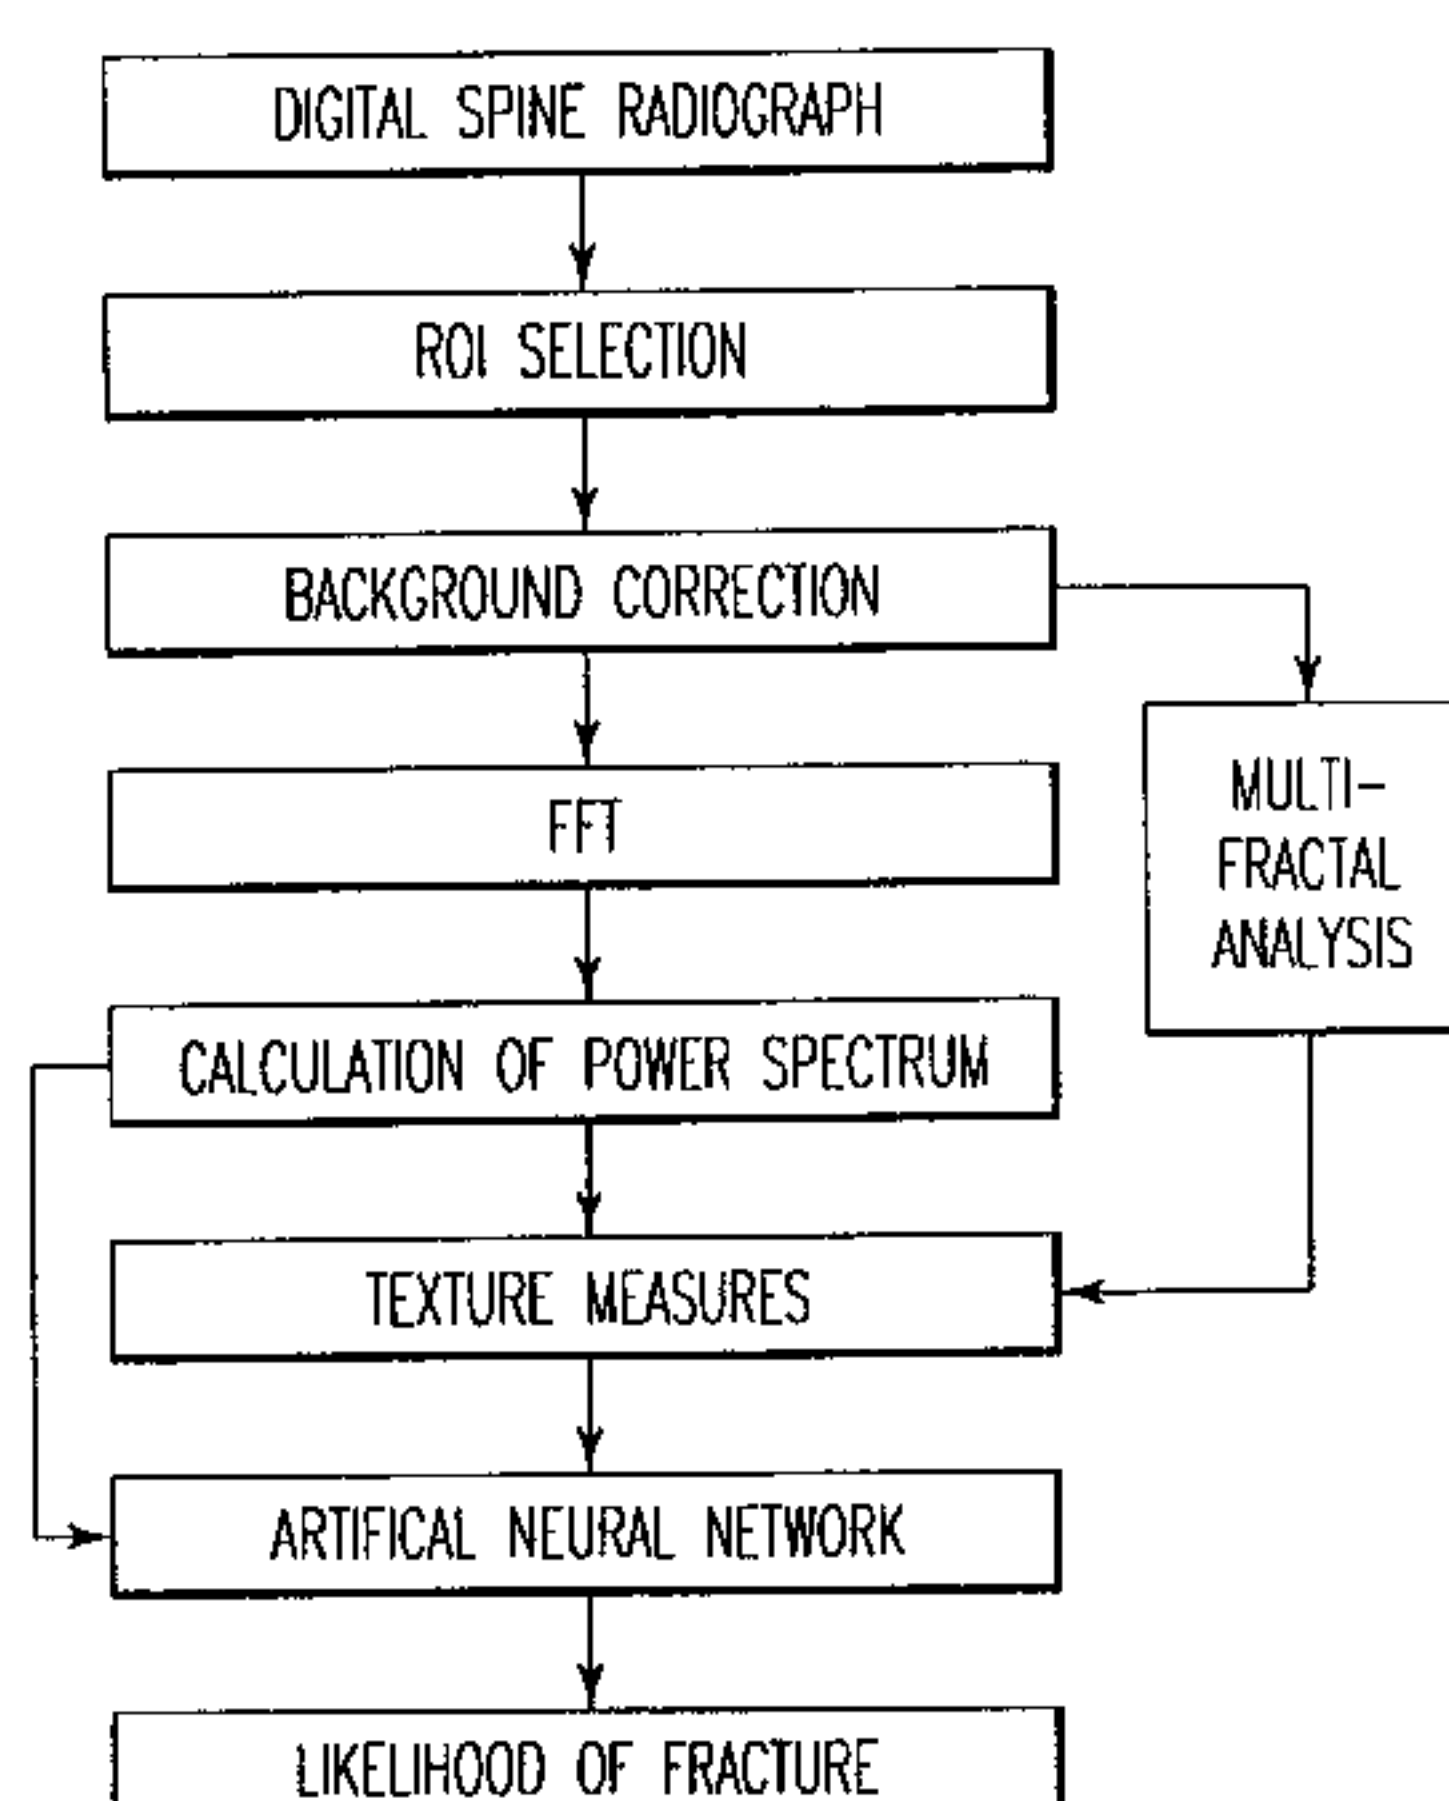 DIGITAL SPINE RADIOGRAPH
ROI SELECTION
BACKGROUND CORRECTION
FFT
MULTI-
FRACTAL
ANALYSIS
CALCULATION OF POWER SPECTRUM
TEXTURE MEASURES
ARTIFICAL NEURAL NETWORK
LIKELIHOOD OF FRACTURE